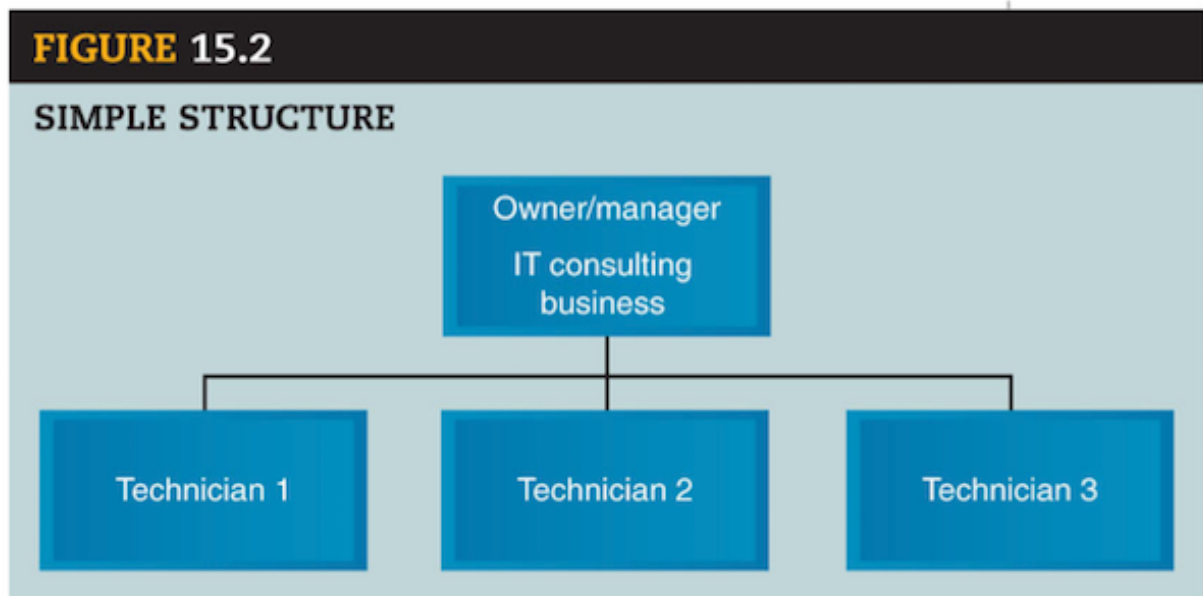 FIGURE 15.2
SIMPLE STRUCTURE
Owner/manager
IT consulting
business
Technician 1
Technician 2
Technician 3